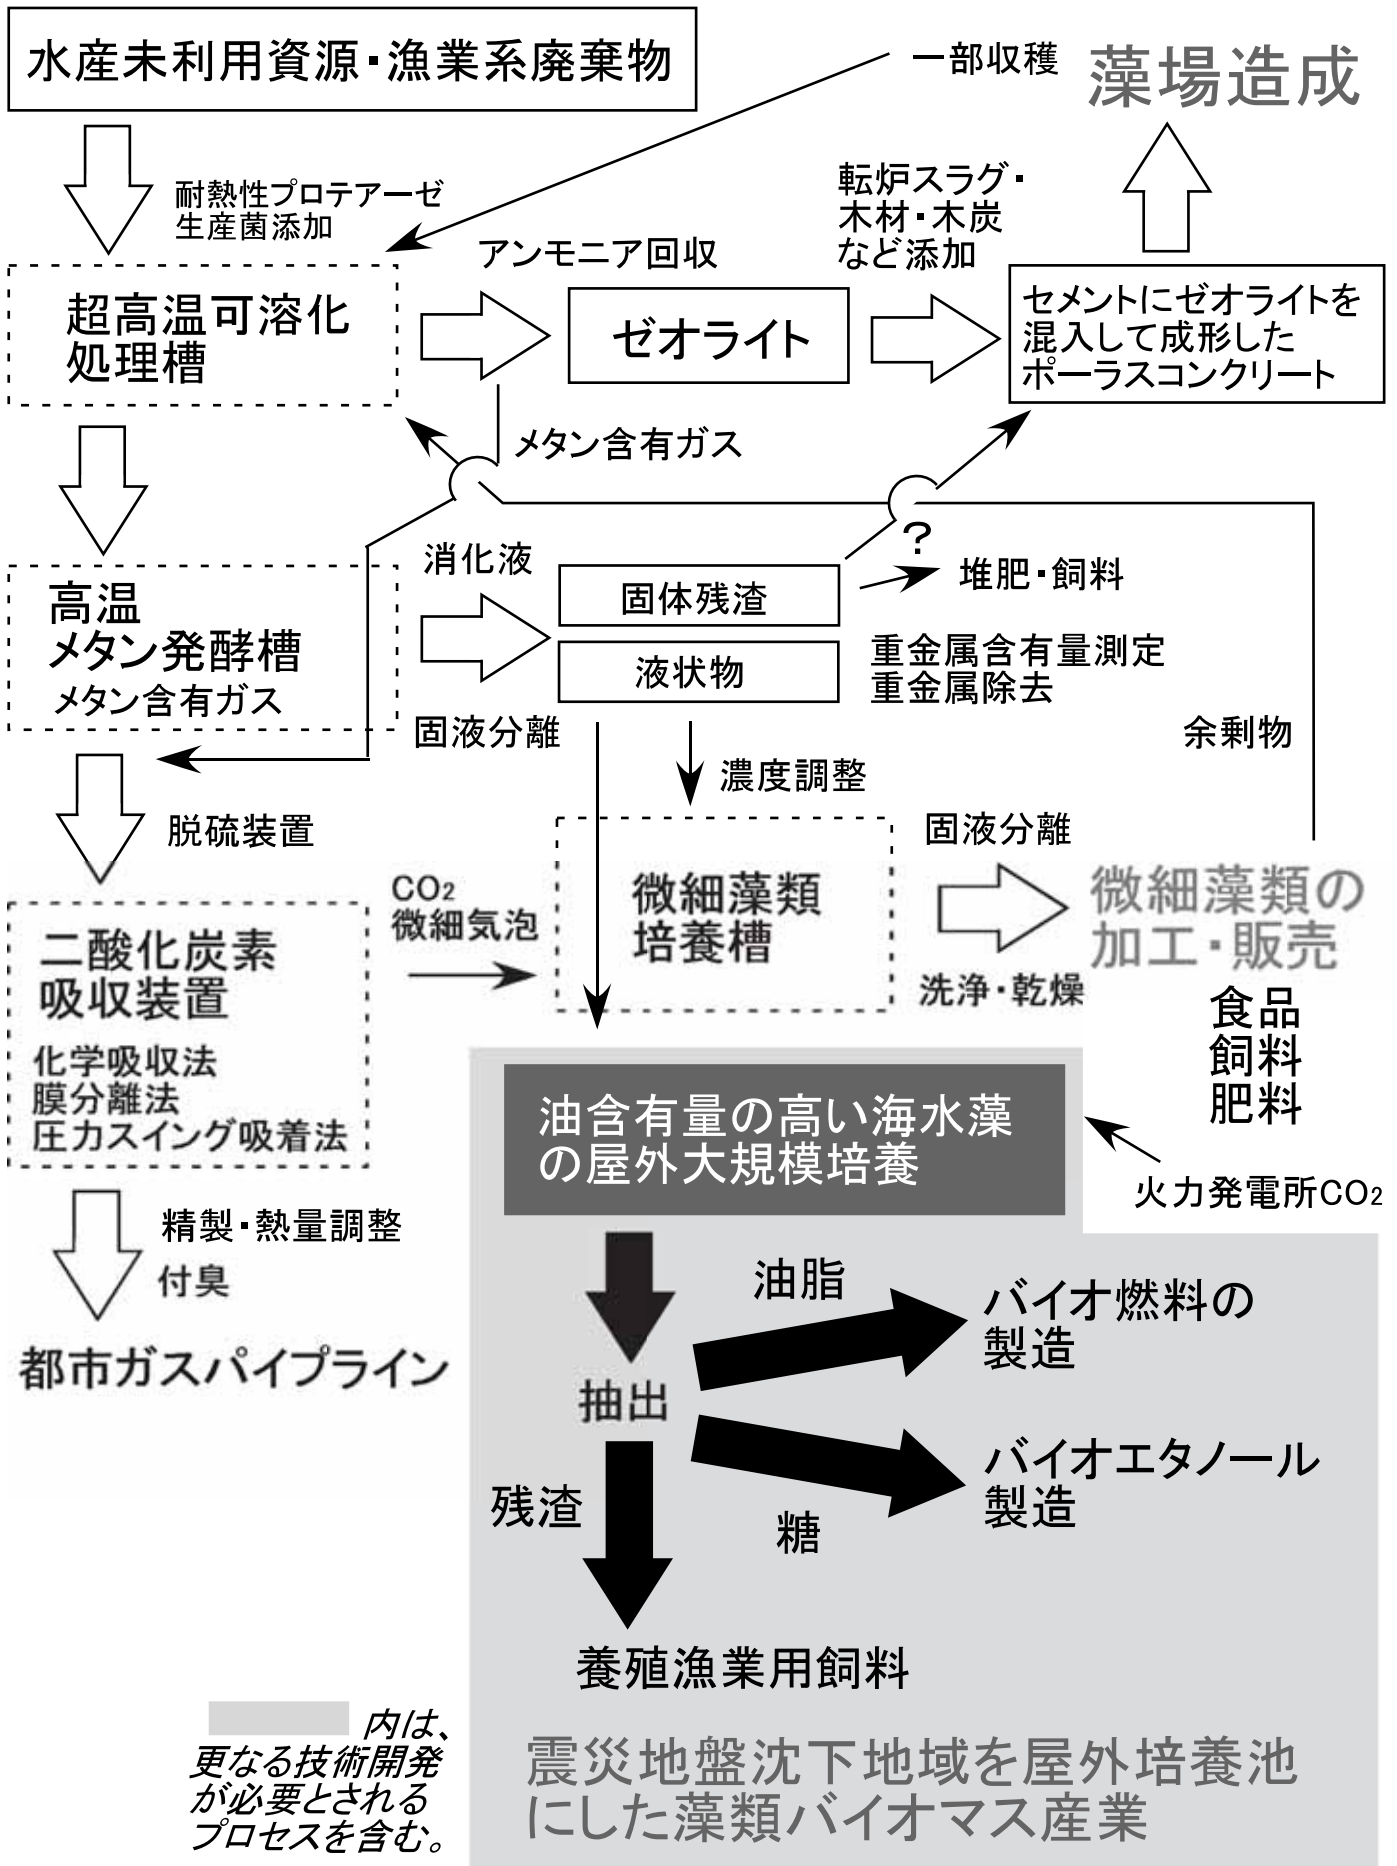 水産未利用資源・漁業系廃棄物
一部収穫
藻場造成
耐熱性プロテアーゼ
生産菌添加
アンモニア回収
転炉スラグ・
木材・木炭
など添加
超高温可溶化
処理槽
ゼオライト
セメントにゼオライトを
混入して成形した
ポーラスコンクリート
メタン含有ガス
消化液
?
高温
メタン発酵槽
メタン含有ガス
固体残渣
液状物
堆肥・飼料
重金属含有量測定
重金属除去
固液分離
濃度調整
余剰物
脱硫装置
固液分離
CO2
微細気泡
微細藻類
培養槽
微細藻類の
加工・販売
洗浄・乾燥
食品
飼料
肥料
二酸化炭素
吸収装置
化学吸収法
膜分離法
圧力スイング吸着法
油含有量の高い海水藻
の屋外大規模培養
火力発電所CO2
精製・熱量調整
付臭
都市ガスパイプライン
油脂
バイオ燃料の
製造
抽出
バイオエタノール
製造
残渣
糖
養殖漁業用飼料
内は、
更なる技術開発
が必要とされる
プロセスを含む。
震災地盤沈下地域を屋外培養池
にした藻類バイオマス産業